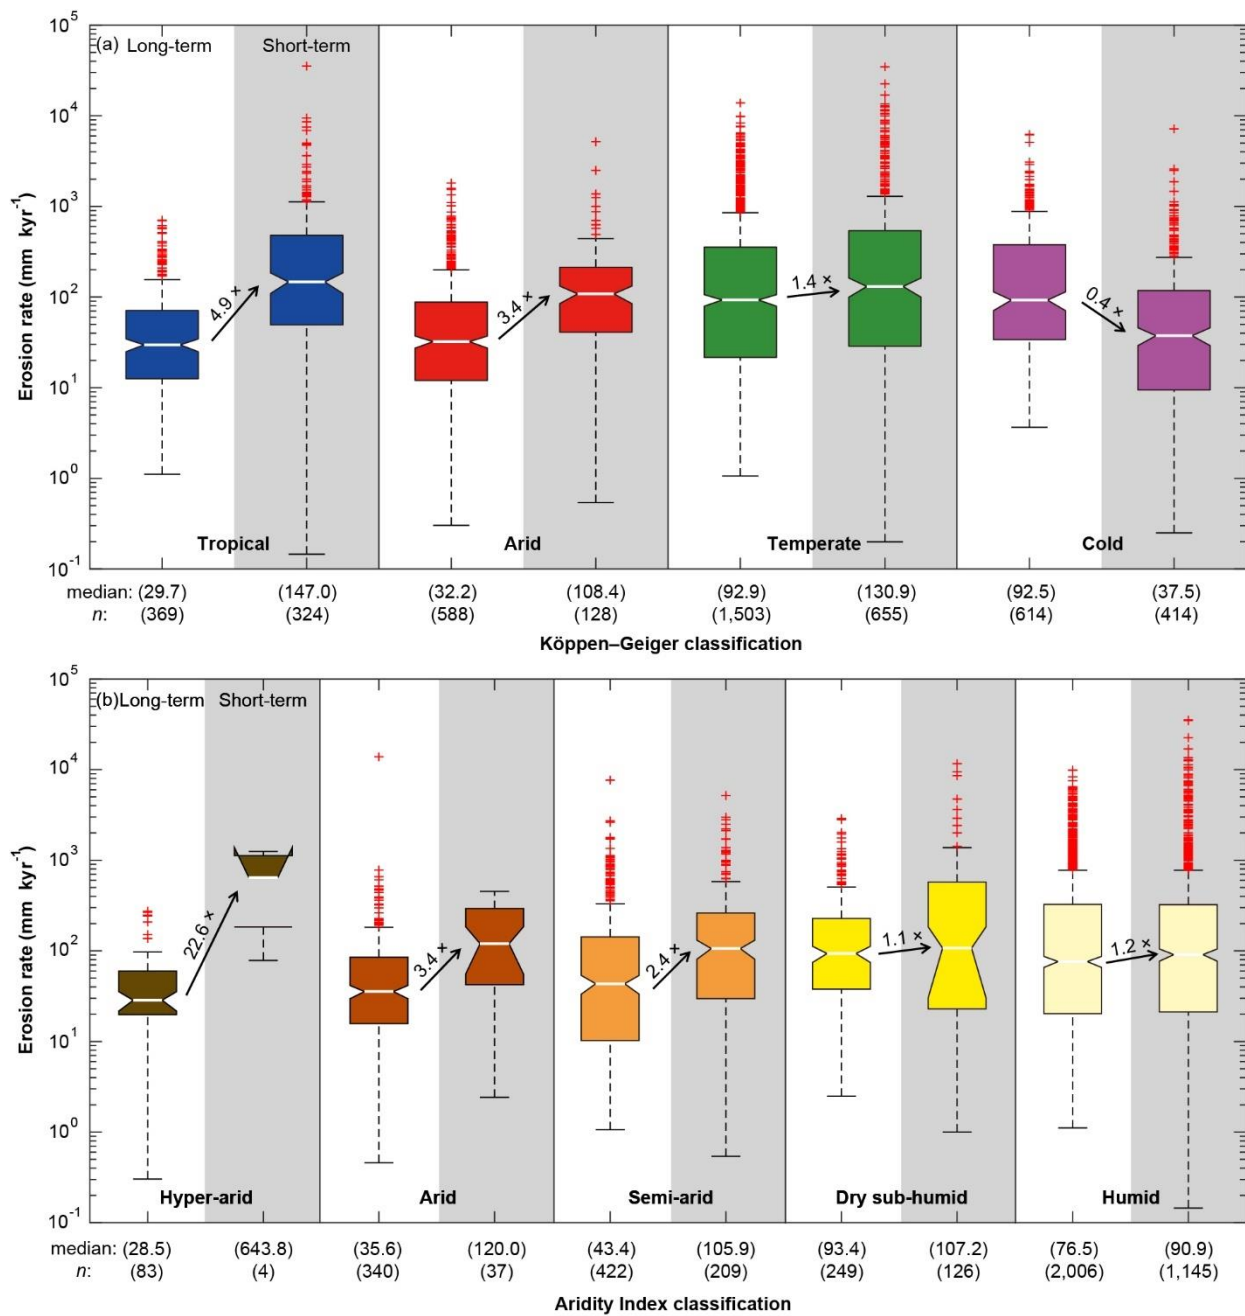 (a) Long-term Short-term
10^5
10^4
10^3
10^2
10^1
10^0
10^-1
Erosion rate (mm kyr^-1)
4.9 ×
3.4 ×
1.4 ×
0.4 ×
Tropical Arid Temperate Cold
median: (29.7) (147.0) (32.2) (108.4) (92.9) (130.9) (92.5) (37.5)
n: (369) (324) (588) (128) (1,503) (655) (614) (414)
Köppen–Geiger classification
(b) Long-term Short-term
10^5
10^4
10^3
10^2
10^1
10^0
10^-1
Erosion rate (mm kyr^-1)
22.6 ×
3.4 ×
2.4 ×
1.1 ×
1.2 ×
Hyper-arid Arid Semi-arid Dry sub-humid Humid
median: (28.5) (643.8) (35.6) (120.0) (43.4) (105.9) (93.4) (107.2) (76.5) (90.9)
n: (83) (4) (340) (37) (422) (209) (249) (126) (2,006) (1,145)
Aridity Index classification